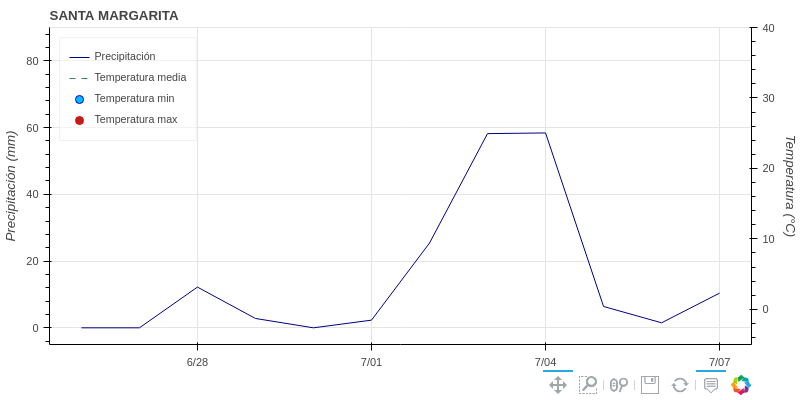 SANTA MARGARITA
Precipitación
Temperatura media
Temperatura min
Temperatura max
Precipitación (mm)
80
60
40
20
0
Temperatura (°C)
40
30
20
10
0
6/28
7/01
7/04
7/07